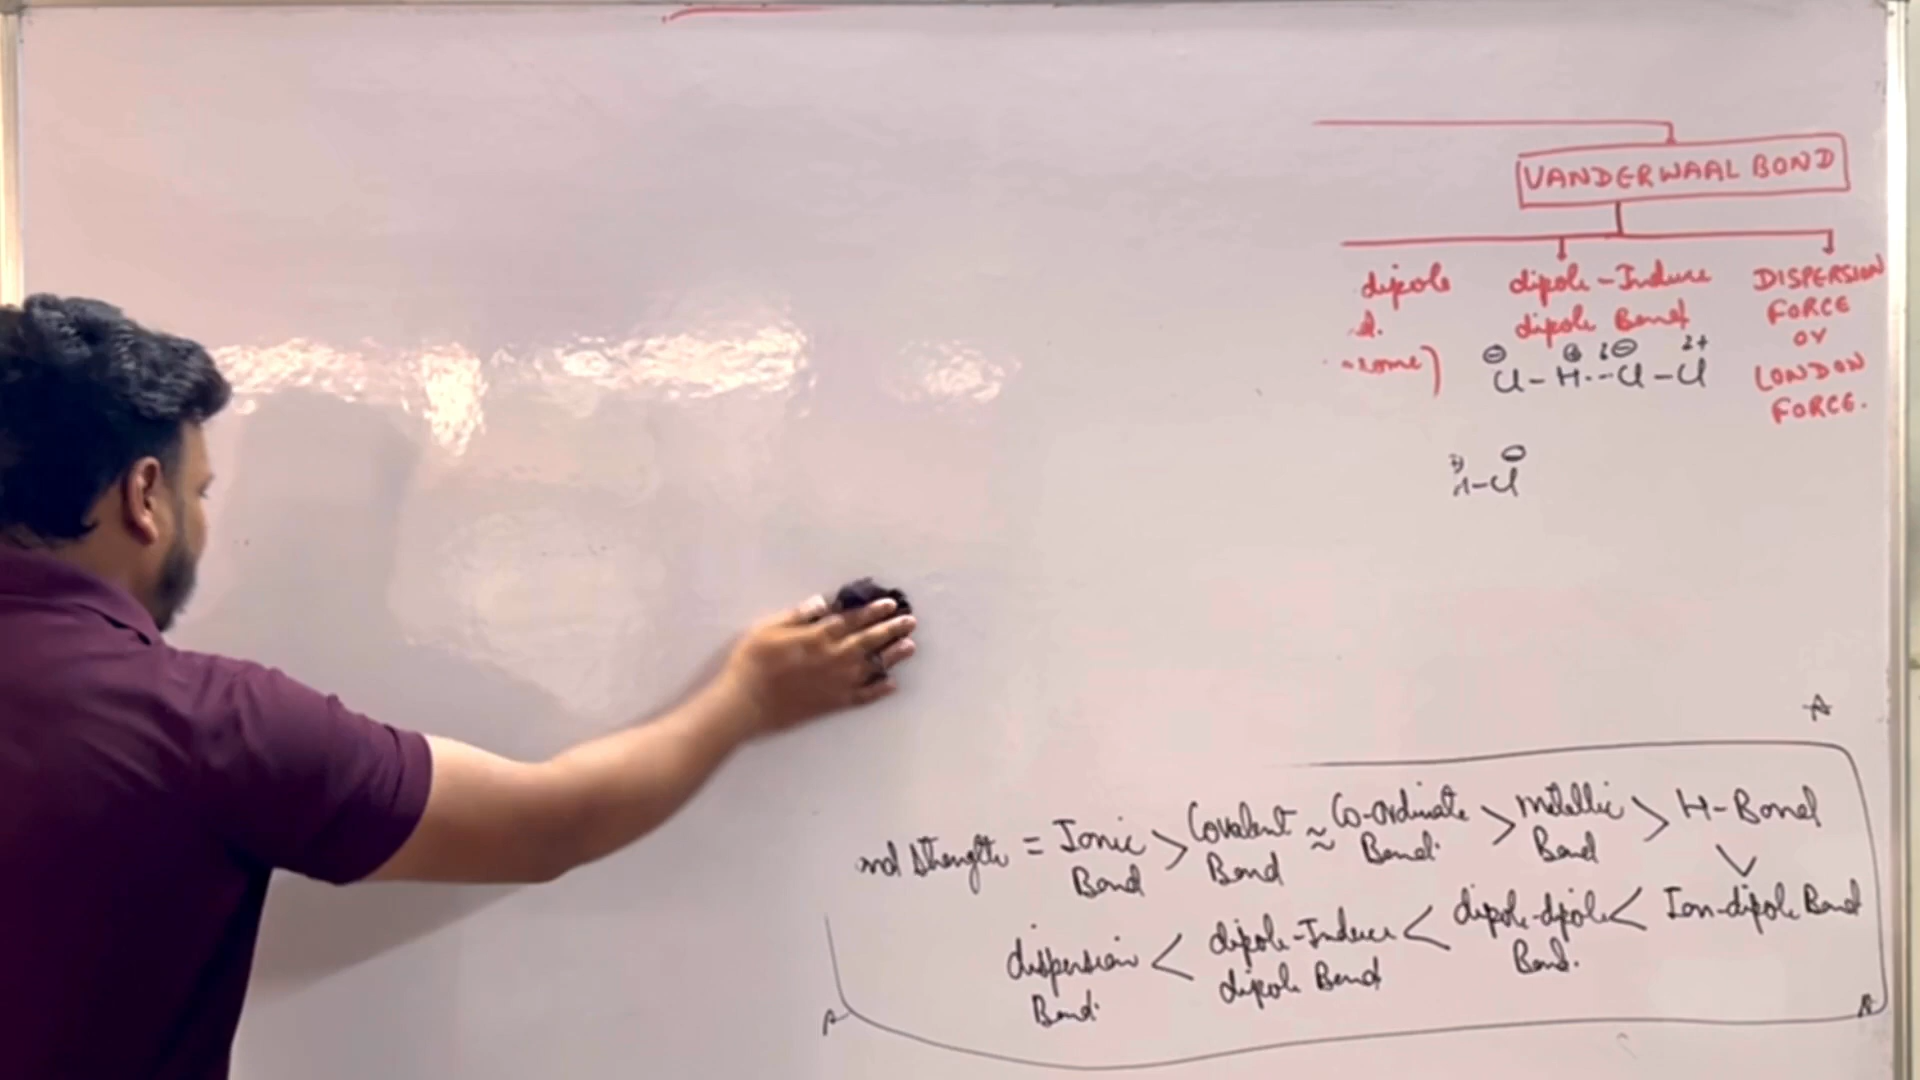 VANDERWAAL BOND
dipole
dipole-Induce
dipole Bond
DISPERSION
FORCE
or
LONDON
FORCE.
Cl-H---Cl-Cl
-Cl
Bond
Strength = Ionic Bond > Covalent Bond ≈ Co-ordinate Bond > Metallic Bond > H-Bond
>
dispersion Bond < dipole-Induce dipole Bond < dipole-dipole Bond. < Ion-dipole Bond